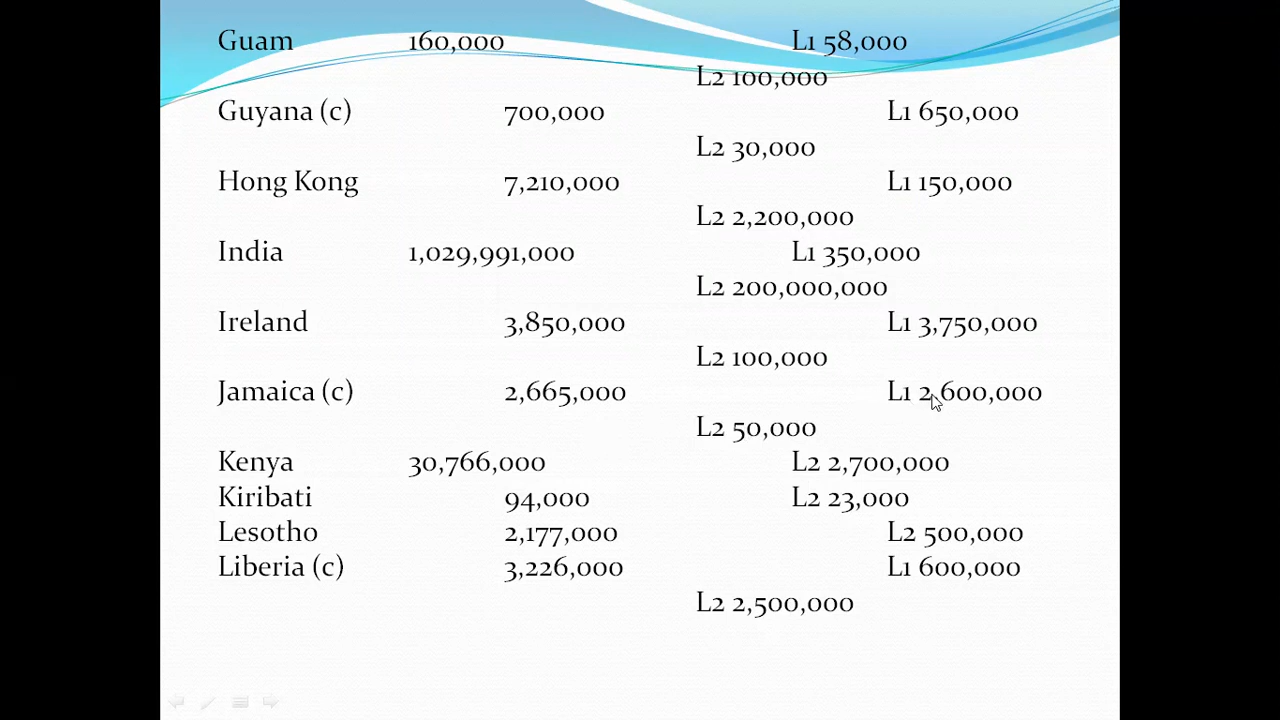 Guam 160,000 L1 58,000
L2 100,000
Guyana (c) 700,000 L1 650,000
L2 30,000
Hong Kong 7,210,000 L1 150,000
L2 2,200,000
India 1,029,991,000 L1 350,000
L2 200,000,000
Ireland 3,850,000 L1 3,750,000
L2 100,000
Jamaica (c) 2,665,000 L1 2,600,000
L2 50,000
Kenya 30,766,000 L2 2,700,000
Kiribati 94,000 L2 23,000
Lesotho 2,177,000 L2 500,000
Liberia (c) 3,226,000 L1 600,000
L2 2,500,000